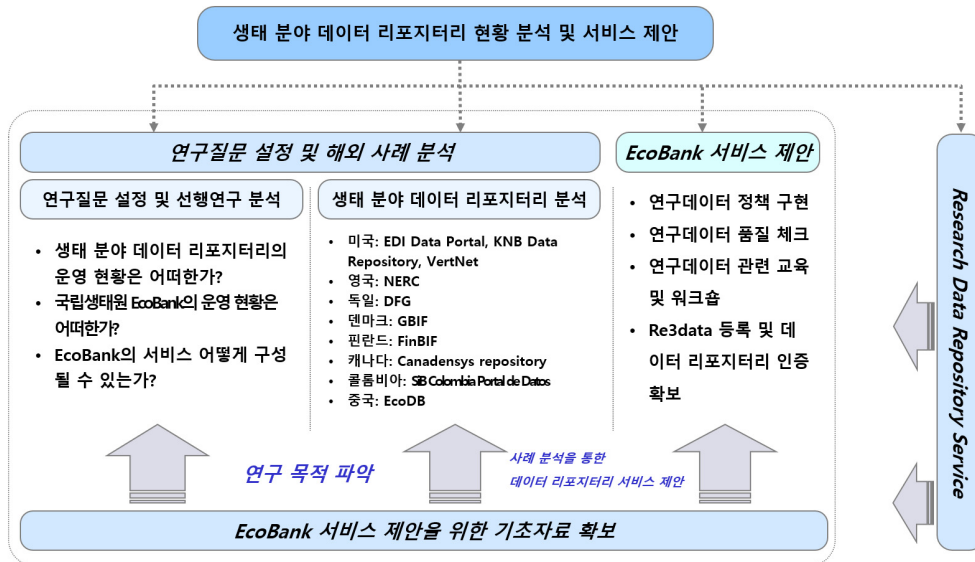 생태 분야 데이터 리포지터리 현황 분석 및 서비스 제안
연구질문 설정 및 해외 사례 분석
EcoBank 서비스 제안
연구질문 설정 및 선행연구 분석
생태 분야 데이터 리포지터리 분석
• 생태 분야 데이터 리포지터리의
운영 현황은 어떠한가?
• 국립생태원 EcoBank의 운영 현황은
어떠한가?
• EcoBank의 서비스 어떻게 구성
될 수 있는가?
• 미국: EDI Data Portal, KNB Data
Repository, VertNet
• 영국: NERC
• 독일: DFG
• 덴마크: GBIF
• 핀란드: FinBIF
• 캐나다: Canadensys repository
• 콜롬비아: SiB Colombia Portal de Datos
• 중국: EcoDB
• 연구데이터 정책 구현
• 연구데이터 품질 체크
• 연구데이터 관련 교육
및 워크숍
• Re3data 등록 및 데
이터 리포지터리 인증
확보
Research Data Repository Service
연구 목적 파악
사례 분석을 통한
데이터 리포지터리 서비스 제안
EcoBank 서비스 제안을 위한 기초자료 확보